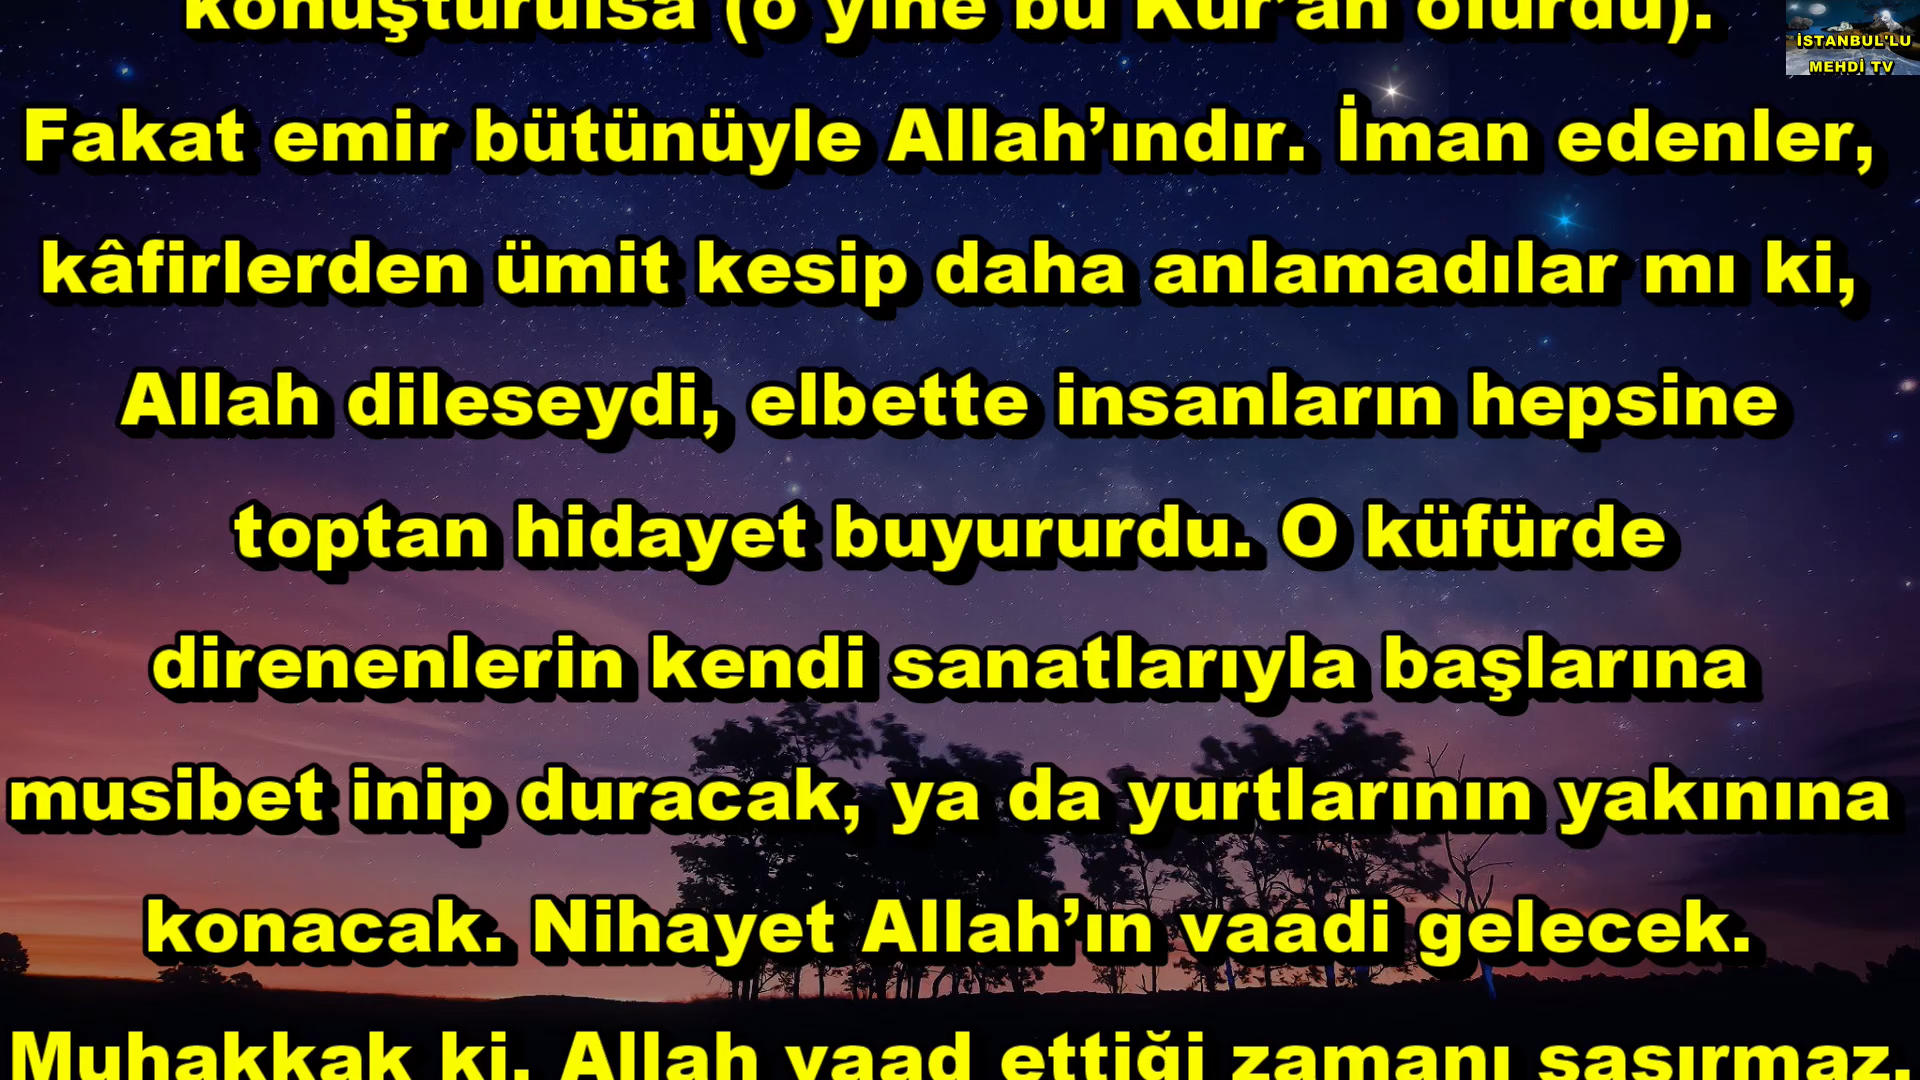 konuşturulsa (o yine bu Kur’an olurdu).
İSTANBUL'LU
MEHDİ TV
Fakat emir bütünüyle Allah’ındır. İman edenler,
kâfirlerden ümit kesip daha anlamadılar mı ki,
Allah dileseydi, elbette insanların hepsine
toptan hidayet buyururdu. O küfürde
direnenlerin kendi sanatlarıyla başlarına
musibet inip duracak, ya da yurtlarının yakınına
konacak. Nihayet Allah’ın vaadi gelecek.
Muhakkak ki, Allah vaad ettiği zamanı şaşırmaz.